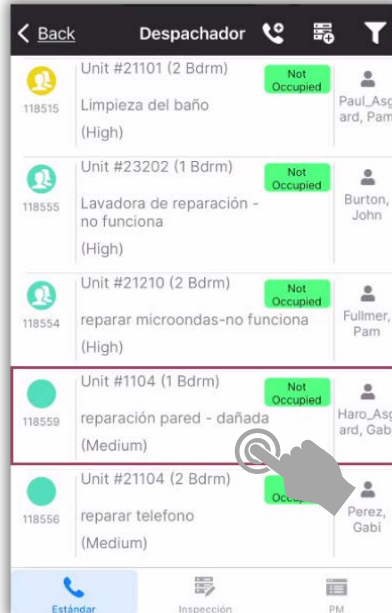 Back
Despachador
Unit #21101 (2 Bdrm)
Not
Occupied
118515
Limpieza del baño
(High)
Paul_Asg
ard, Pam
Unit #23202 (1 Bdrm)
Not
Occupied
118555
Lavadora de reparación -
no funciona
(High)
Burton,
John
Unit #21210 (2 Bdrm)
Not
Occupied
118554
reparar microondas-no funciona
(High)
Fullmer,
Pam
Unit #1104 (1 Bdrm)
Not
Occupied
118559
reparación pared - dañada
(Medium)
Haro_Asg
ard, Gabi
Unit #21104 (2 Bdrm)
118556
reparar telefono
(Medium)
Perez,
Gabi
Estándar
Inspección
PM